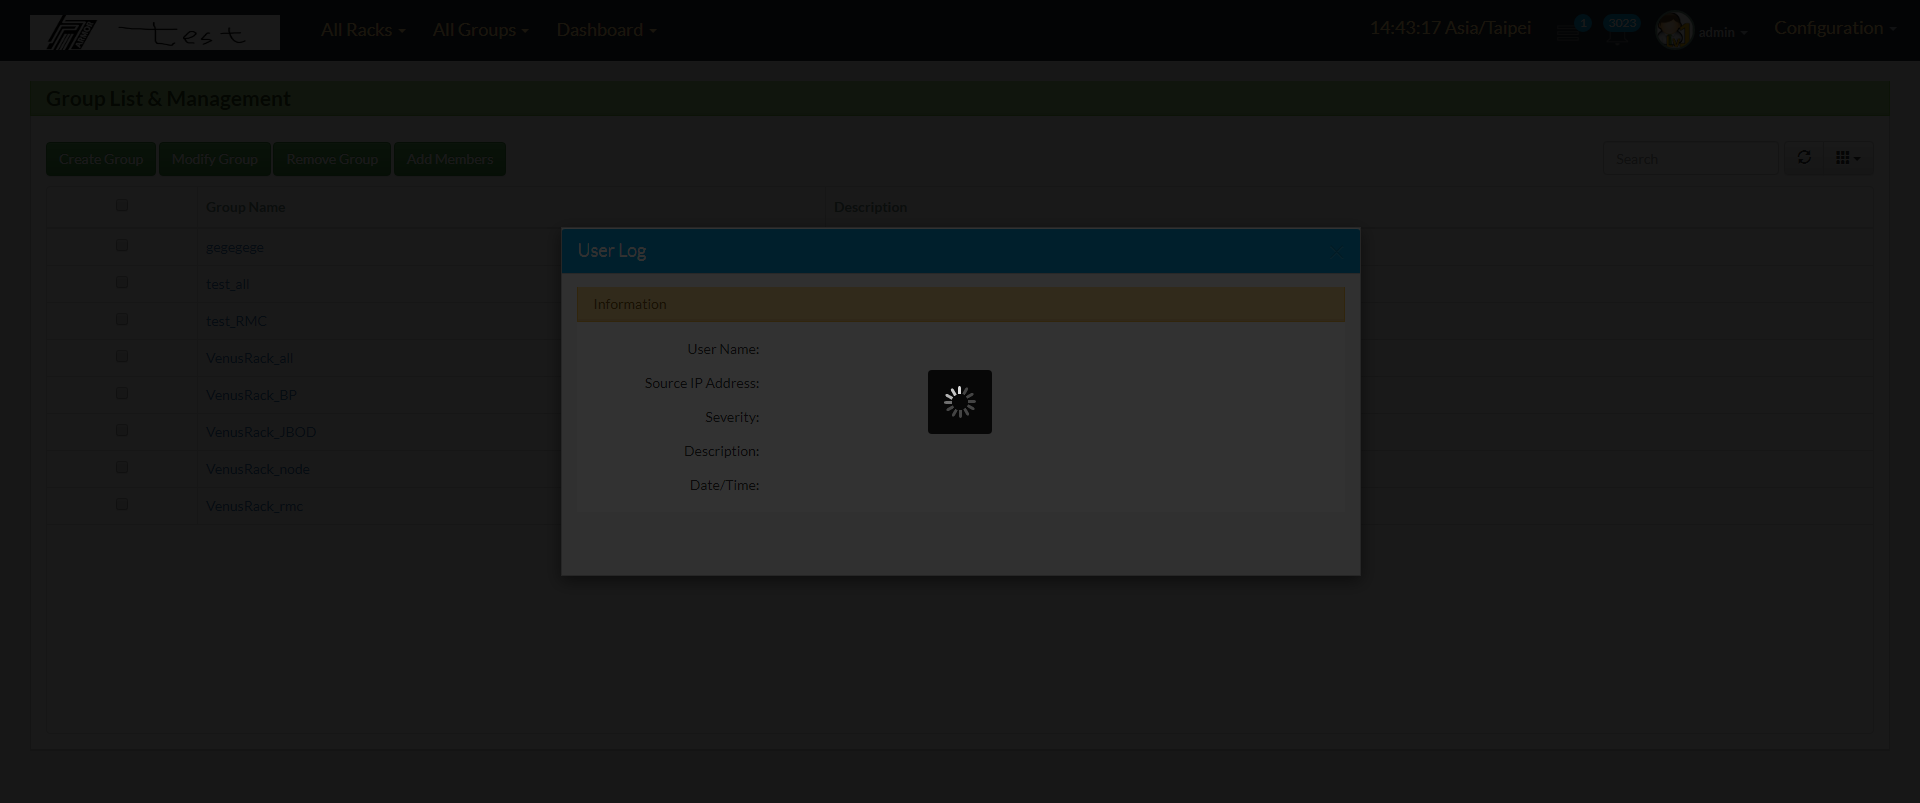 test
All Racks
All Groups
Dashboard
14:43:17 Asia/Taipei
1
3023
admin
Configuration
Group List & Management
Create Group
Modify Group
Remove Group
Add Members
Search
Group Name
Description
gegegege
test_all
test_RMC
VenusRack_all
VenusRack_BP
VenusRack_JBOD
VenusRack_node
VenusRack_rmc
User Log
Information
User Name:
Source IP Address:
Severity:
Description:
Date/Time: